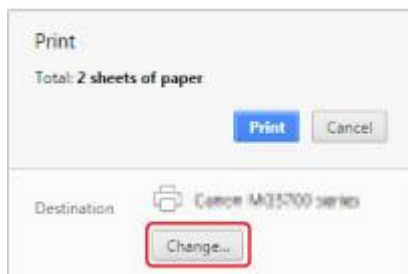 Print
Total: 2 sheets of paper
Print Cancel
Destination Canon MG5700 series
Change...